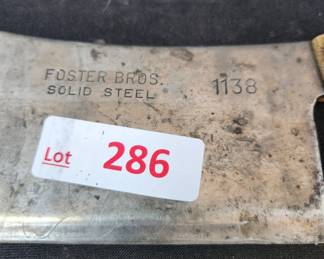 FOSTER BROS. 1138
SOLID STEEL
Lot 286